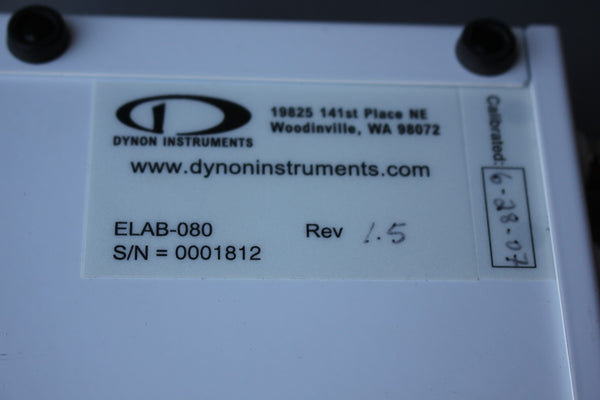 DYNON INSTRUMENTS
19825 141st Place NE
Woodinville, WA 98072
www.dynoninstruments.com
ELAB-080 Rev 1.5
S/N = 0001812
Calibrated: 6-28-07